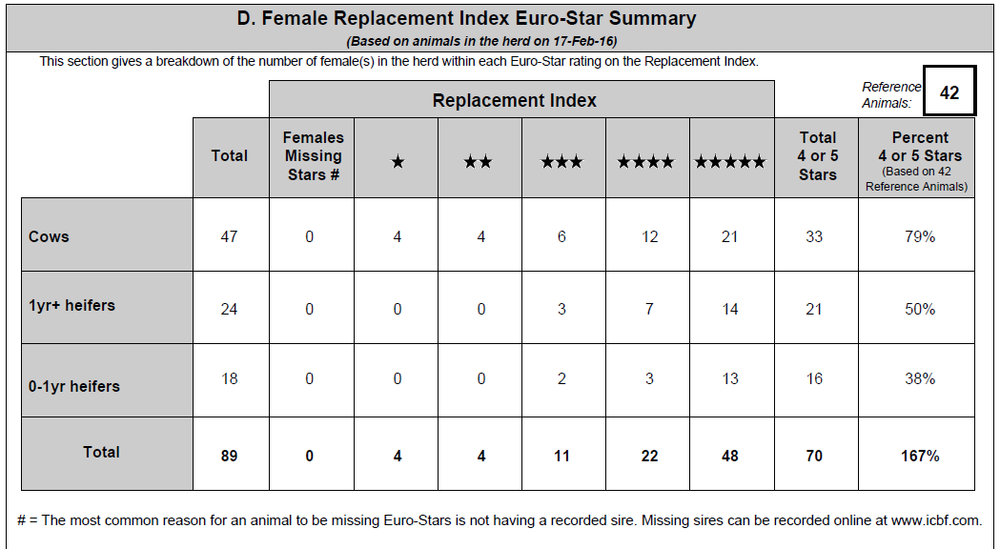 D. Female Replacement Index Euro-Star Summary
(Based on animals in the herd on 17-Feb-16)
This section gives a breakdown of the number of female(s) in the herd within each Euro-Star rating on the Replacement Index.
Reference
Animals:
42
Replacement Index
Total
Females
Missing
Stars #
★
★★
★★★
★★★★
★★★★★
Total
4 or 5
Stars
Percent
4 or 5 Stars
(Based on 42
Reference Animals)
Cows 47 0 4 4 6 12 21 33 79%
1yr+ heifers 24 0 0 0 3 7 14 21 50%
0-1yr heifers 18 0 0 0 2 3 13 16 38%
Total 89 0 4 4 11 22 48 70 167%
# = The most common reason for an animal to be missing Euro-Stars is not having a recorded sire. Missing sires can be recorded online at www.icbf.com.